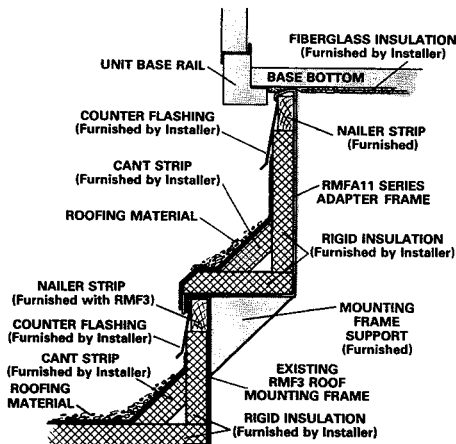 FIBERGLASS INSULATION
(Furnished by Installer)
UNIT BASE RAIL
BASE BOTTOM
COUNTER FLASHING
(Furnished by Installer)
NAILER STRIP
(Furnished)
CANT STRIP
(Furnished by Installer)
RMFA11 SERIES
ADAPTER FRAME
ROOFING MATERIAL
RIGID INSULATION
(Furnished by Installer)
NAILER STRIP
(Furnished with RMF3)
MOUNTING
FRAME
SUPPORT
(Furnished)
COUNTER FLASHING
(Furnished by Installer)
CANT STRIP
(Furnished by Installer)
EXISTING
RMF3 ROOF
MOUNTING FRAME
ROOFING
MATERIAL
RIGID INSULATION
(Furnished by Installer)